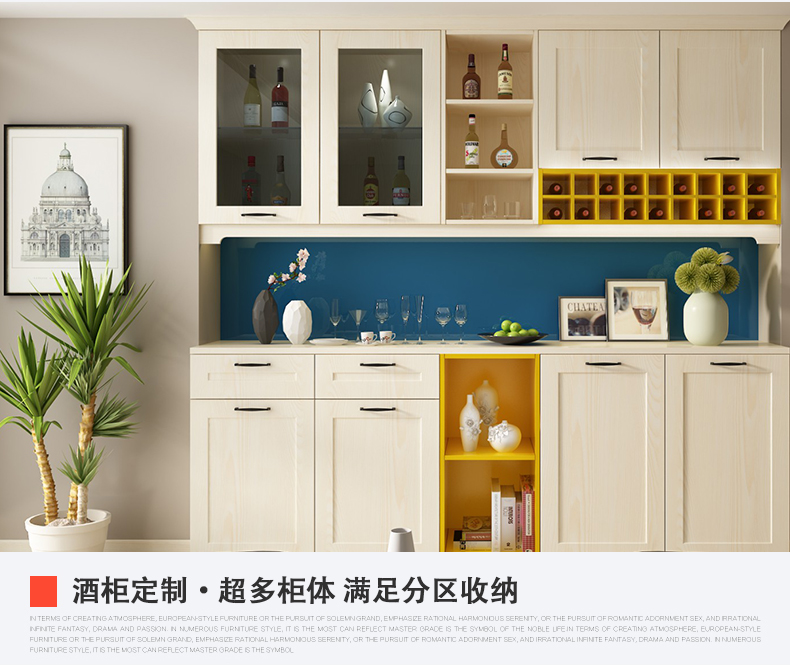 CHATEA
酒柜定制·超多柜体 满足分区收纳
IN TERMS OF CREATING ATMOSPHERE, EUROPEAN-STYLE FURNITURE OR THE PURSUIT OF SOLEMN GRAND, EMPHASIZE RATIONAL HARMONIOUS SERENITY, OR THE PURSUIT OF ROMANTIC ADORNMENT SEX, AND IRRATIONAL
INFINITE FANTASY, DRAMA AND PASSION. IN NUMEROUS FURNITURE STYLE, IT IS THE MOST CAN REFLECT MASTER GRADE IS THE SYMBOL OF THE NOBLE LIFE.IN TERMS OF CREATING ATMOSPHERE, EUROPEAN-STYLE
FURNITURE OR THE PURSUIT OF SOLEMN GRAND, EMPHASIZE RATIONAL HARMONIOUS SERENITY, OR THE PURSUIT OF ROMANTIC ADORNMENT SEX, AND IRRATIONAL INFINITE FANTASY, DRAMA AND PASSION. IN NUMEROUS
FURNITURE STYLE, IT IS THE MOST CAN REFLECT MASTER GRADE IS THE SYMBOL